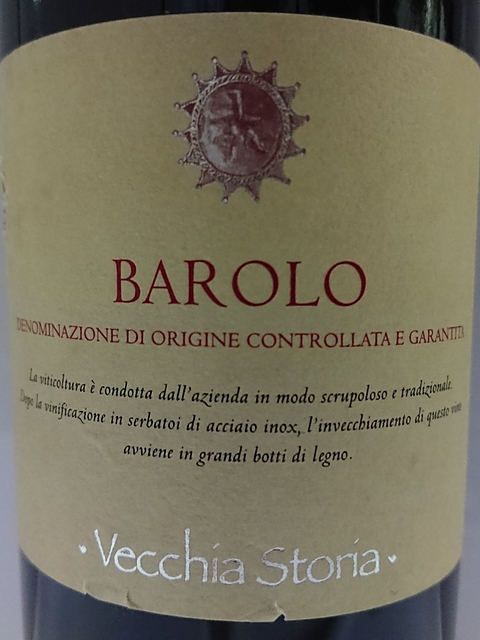 BAROLO
DENOMINAZIONE DI ORIGINE CONTROLLATA E GARANTITA
La viticoltura è condotta dall'azienda in modo scrupoloso e tradizionale.
Dopo la vinificazione in serbatoi di acciaio inox, l'invecchiamento di questo vino
avviene in grandi botti di legno.
Vecchia Storia